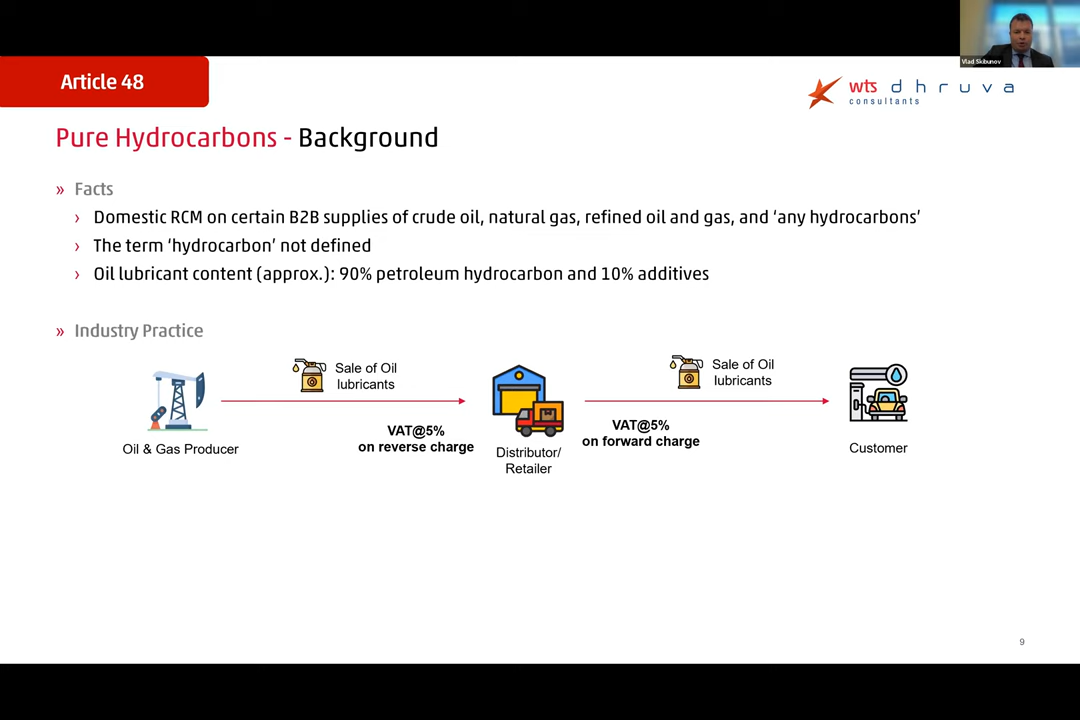 Vlad Skibunov
Article 48
wts dhruva
consultants
Pure Hydrocarbons - Background
» Facts
› Domestic RCM on certain B2B supplies of crude oil, natural gas, refined oil and gas, and ‘any hydrocarbons’
› The term ‘hydrocarbon’ not defined
› Oil lubricant content (approx.): 90% petroleum hydrocarbon and 10% additives
» Industry Practice
Sale of Oil
lubricants
Sale of Oil
lubricants
VAT@5%
on reverse charge
VAT@5%
on forward charge
Oil & Gas Producer
Distributor/
Retailer
Customer
9